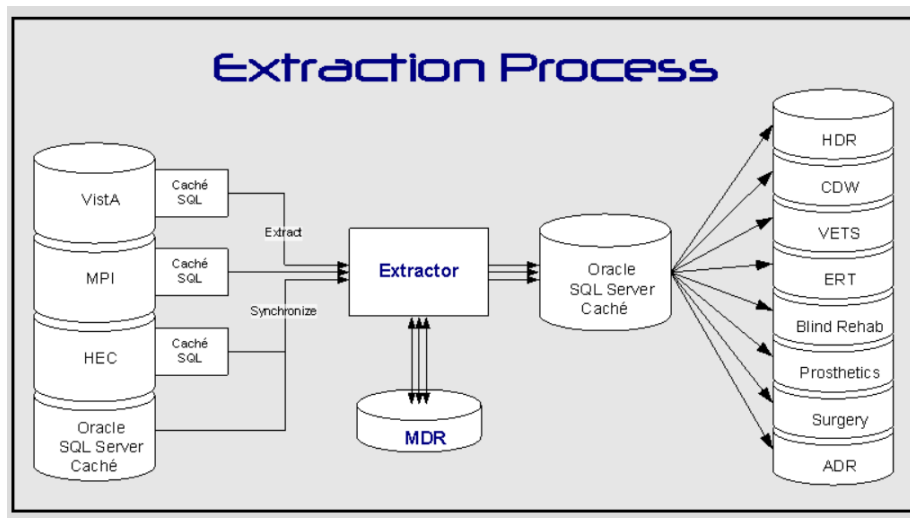 Extraction Process
VistA
Caché
SQL
Extract
MPI
Caché
SQL
Synchronize
HEC
Caché
SQL
Oracle
SQL Server
Caché
Extractor
MDR
Oracle
SQL Server
Caché
HDR
CDW
VETS
ERT
Blind Rehab
Prosthetics
Surgery
ADR